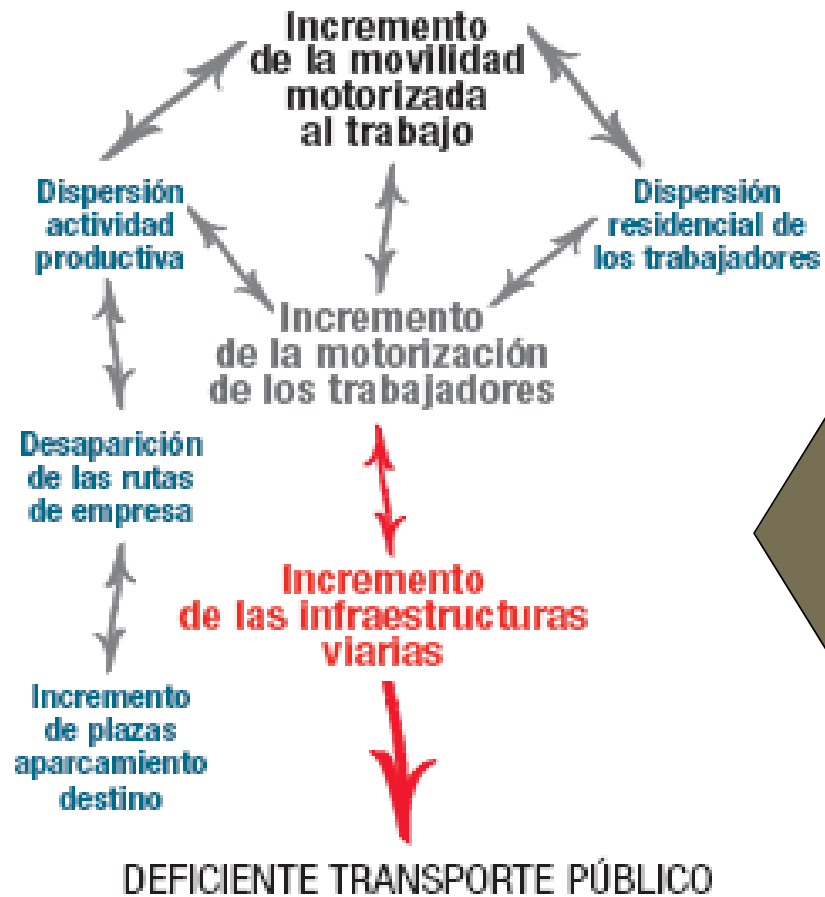 Incremento
de la movilidad
motorizada
al trabajo
Dispersión
actividad
productiva
Dispersión
residencial de
los trabajadores
Incremento
de la motorización
de los trabajadores
Desaparición
de las rutas
de empresa
Incremento
de las infraestructuras
viarias
Incremento
de plazas
aparcamiento
destino
DEFICIENTE TRANSPORTE PÚBLICO